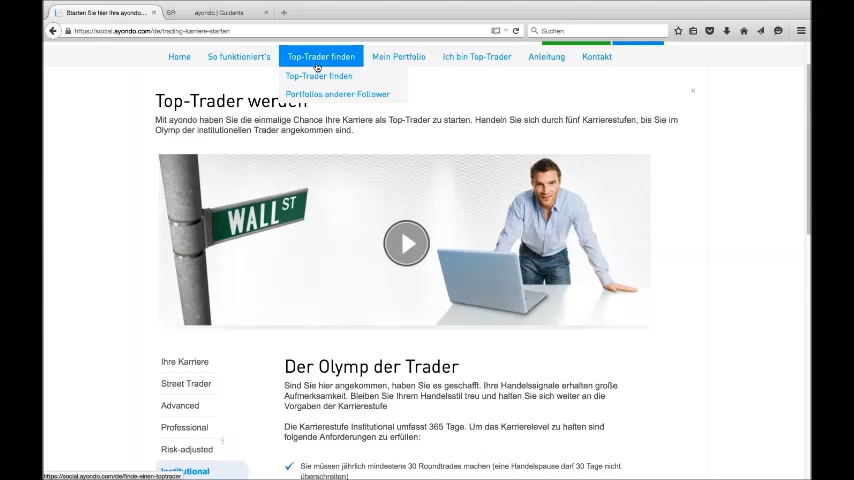 Starten Sie hier Ihre ayondo...
GR
ayondo | Guidants
https://social.ayondo.com/de/trading-karriere-starten
Suchen
Home
So funktioniert's
Top-Trader finden
Mein Portfolio
Ich bin Top-Trader
Anleitung
Kontakt
Top-Trader finden
Portfolios anderer Follower
Top-Trader werden
Mit ayondo haben Sie die einmalige Chance Ihre Karriere als Top-Trader zu starten. Handeln Sie sich durch fünf Karrierestufen, bis Sie im
Olymp der institutionellen Trader angekommen sind.
WALL ST
Ihre Karriere
Street Trader
Advanced
Professional
Risk-adjusted
Institutional
Der Olymp der Trader
Sind Sie hier angekommen, haben Sie es geschafft. Ihre Handelssignale erhalten große
Aufmerksamkeit. Bleiben Sie Ihrem Handelsstil treu und halten Sie sich weiter an die
Vorgaben der Karrierestufe
Die Karrierestufe Institutional umfasst 365 Tage. Um das Karrierelevel zu halten sind
folgende Anforderungen zu erfüllen:
Sie müssen jährlich mindestens 30 Roundtrades machen (eine Handelspause darf 30 Tage nicht
überschreiten)
https://social.ayondo.com/de/finde-einen-toptrader